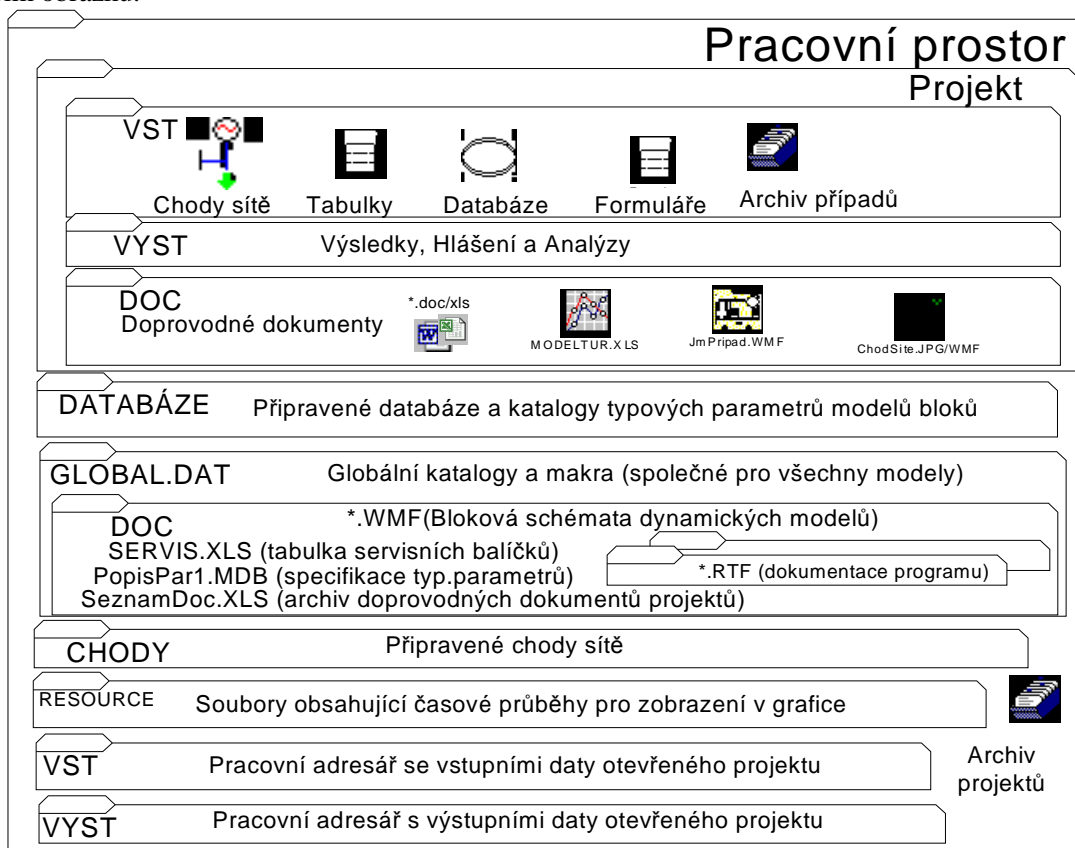 Pracovní prostor
Projekt
VST
Chody sítě
Tabulky
Databáze
Formuláře
Archiv případů
VYST
Výsledky, Hlášení a Analýzy
DOC
Doprovodné dokumenty
*.doc/xls
MODELTUR.XLS
JmPripad.WMF
ChodSite.JPG/WMF
DATABÁZE
Připravené databáze a katalogy typových parametrů modelů bloků
GLOBAL.DAT
Globální katalogy a makra (společné pro všechny modely)
DOC
*.WMF(Bloková schémata dynamických modelů)
SERVIS.XLS (tabulka servisních balíčků)
PopisPar1.MDB (specifikace typ.parametrů)
*.RTF (dokumentace programu)
SeznamDoc.XLS (archiv doprovodných dokumentů projektů)
CHODY
Připravené chody sítě
RESOURCE
Soubory obsahující časové průběhy pro zobrazení v grafice
VST
Pracovní adresář se vstupními daty otevřeného projektu
Archiv
projektů
VYST
Pracovní adresář s výstupními daty otevřeného projektu